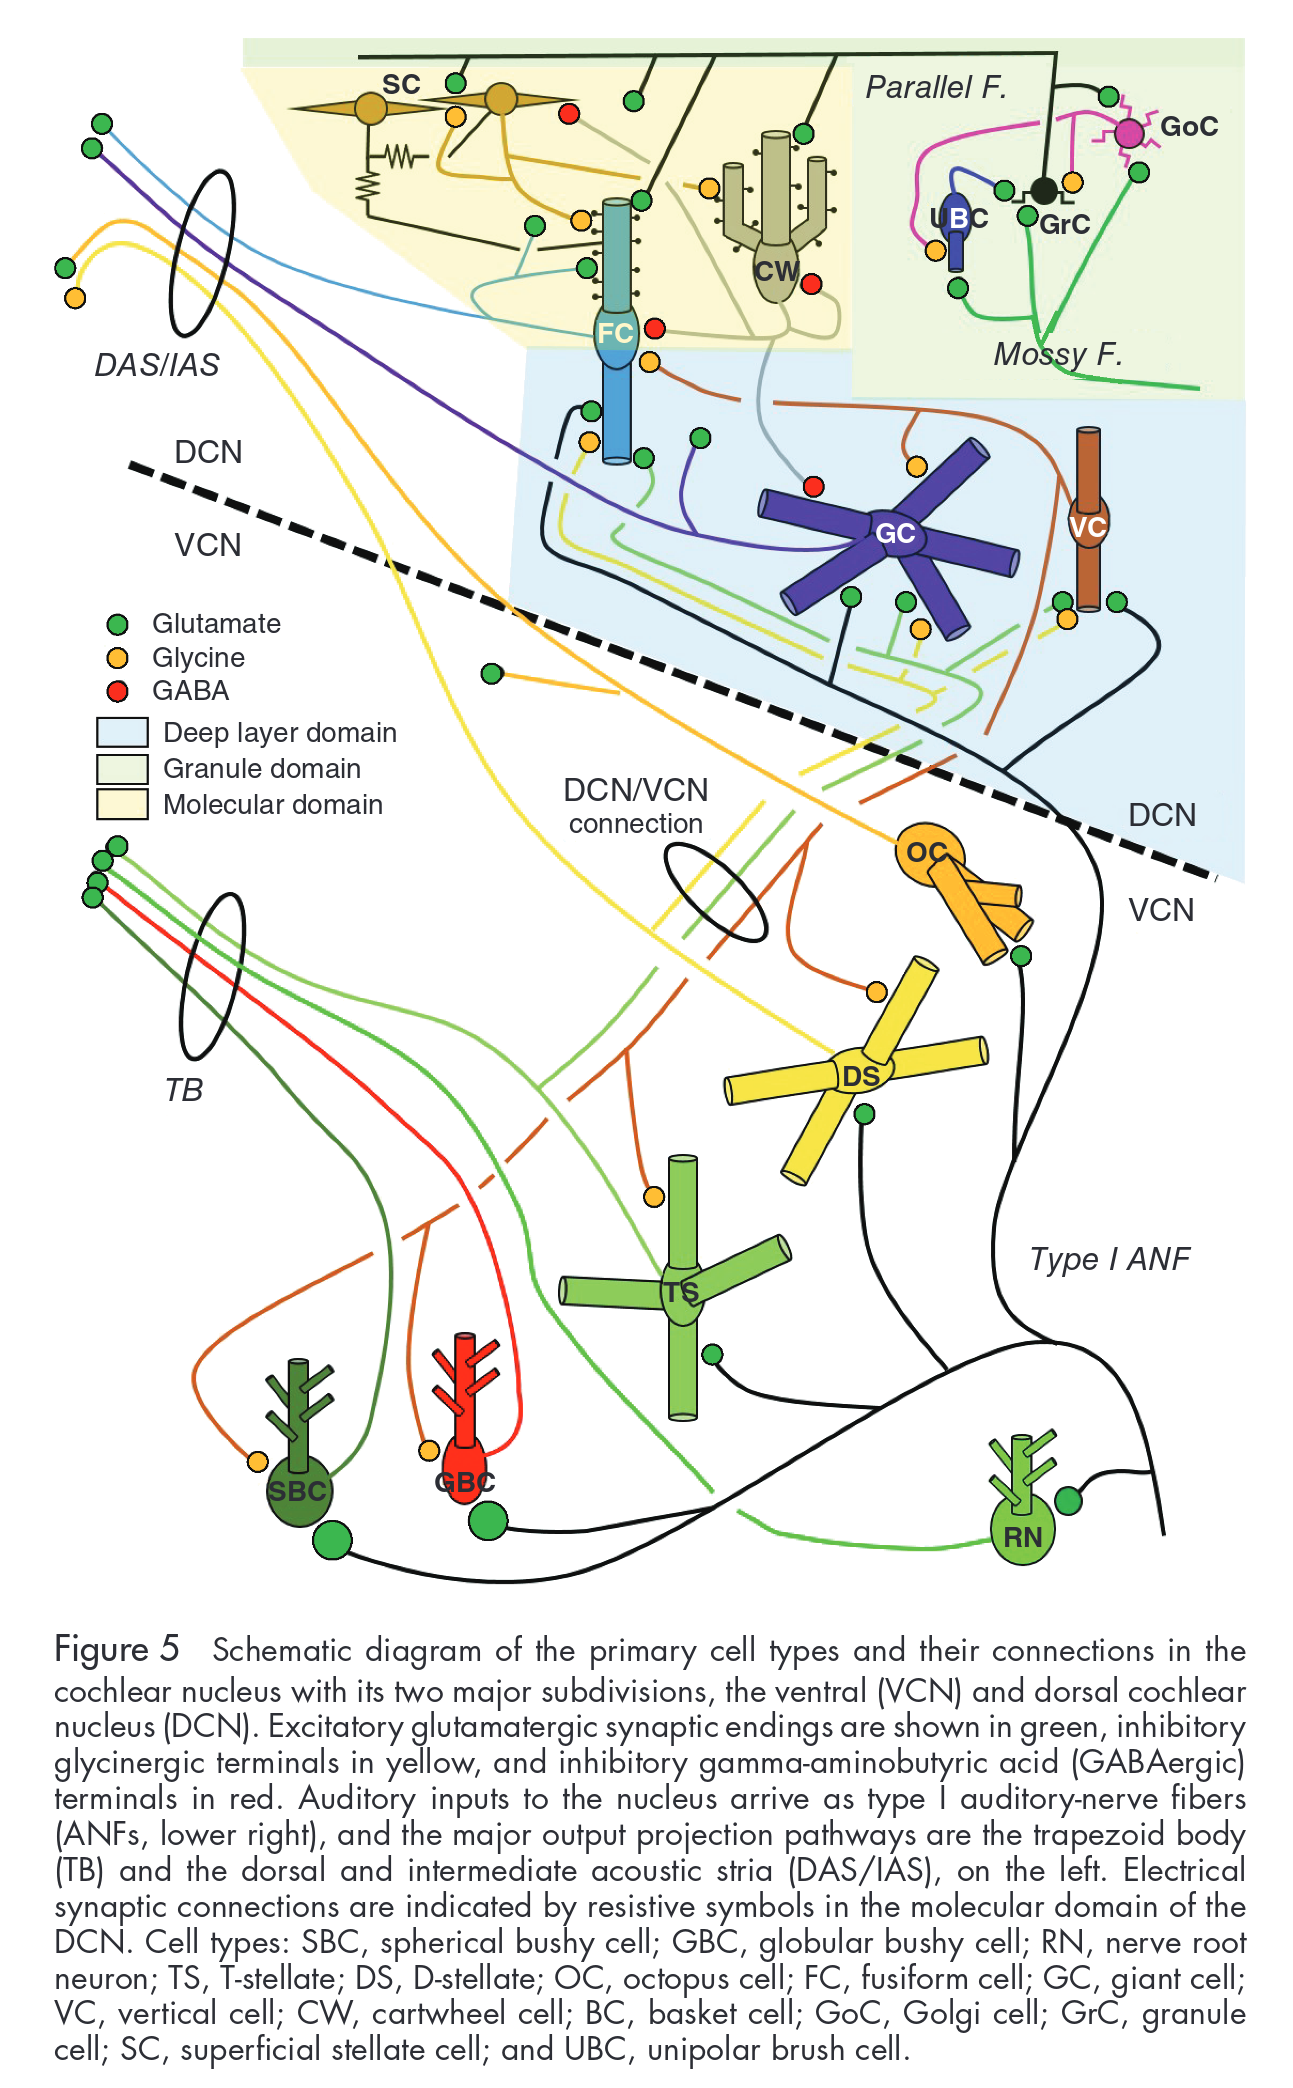 SC
Parallel F.
GoC
UBC
GrC
CW
FC
Mossy F.
DAS/IAS
DCN
VCN
GC
VC
Glutamate
Glycine
GABA
Deep layer domain
Granule domain
Molecular domain
DCN/VCN
connection
DCN
VCN
OC
TB
DS
TS
Type I ANF
SBC
GBC
RN
Figure 5 Schematic diagram of the primary cell types and their connections in the
cochlear nucleus with its two major subdivisions, the ventral (VCN) and dorsal cochlear
nucleus (DCN). Excitatory glutamatergic synaptic endings are shown in green, inhibitory
glycinergic terminals in yellow, and inhibitory gamma-aminobutyric acid (GABAergic)
terminals in red. Auditory inputs to the nucleus arrive as type I auditory-nerve fibers
(ANFs, lower right), and the major output projection pathways are the trapezoid body
(TB) and the dorsal and intermediate acoustic stria (DAS/IAS), on the left. Electrical
synaptic connections are indicated by resistive symbols in the molecular domain of the
DCN. Cell types: SBC, spherical bushy cell; GBC, globular bushy cell; RN, nerve root
neuron; TS, T-stellate; DS, D-stellate; OC, octopus cell; FC, fusiform cell; GC, giant cell;
VC, vertical cell; CW, cartwheel cell; BC, basket cell; GoC, Golgi cell; GrC, granule
cell; SC, superficial stellate cell; and UBC, unipolar brush cell.